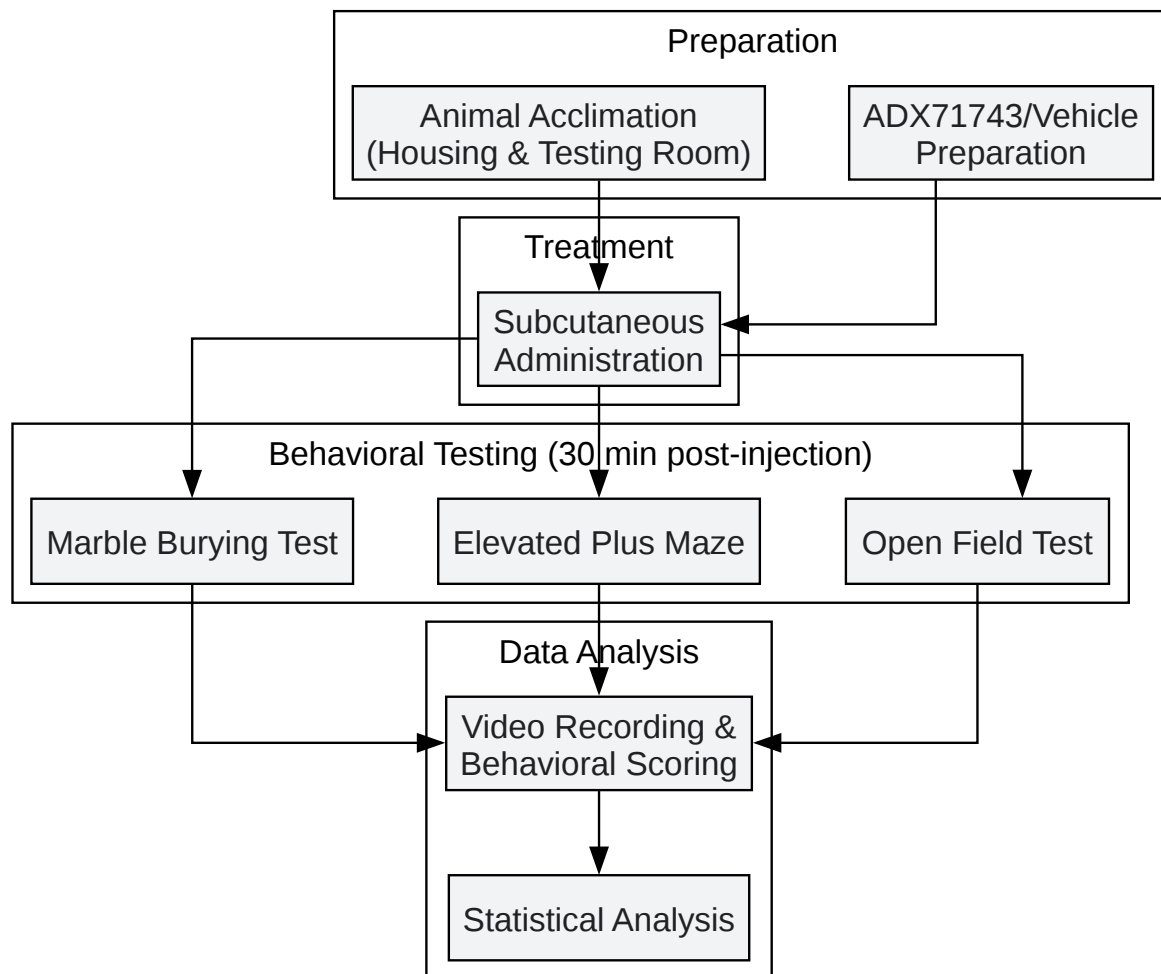 Preparation
Animal Acclimation
(Housing & Testing Room)
ADX71743/Vehicle
Preparation
Treatment
Subcutaneous
Administration
Behavioral Testing (30 min post-injection)
Marble Burying Test
Elevated Plus Maze
Open Field Test
Data Analysis
Video Recording &
Behavioral Scoring
Statistical Analysis